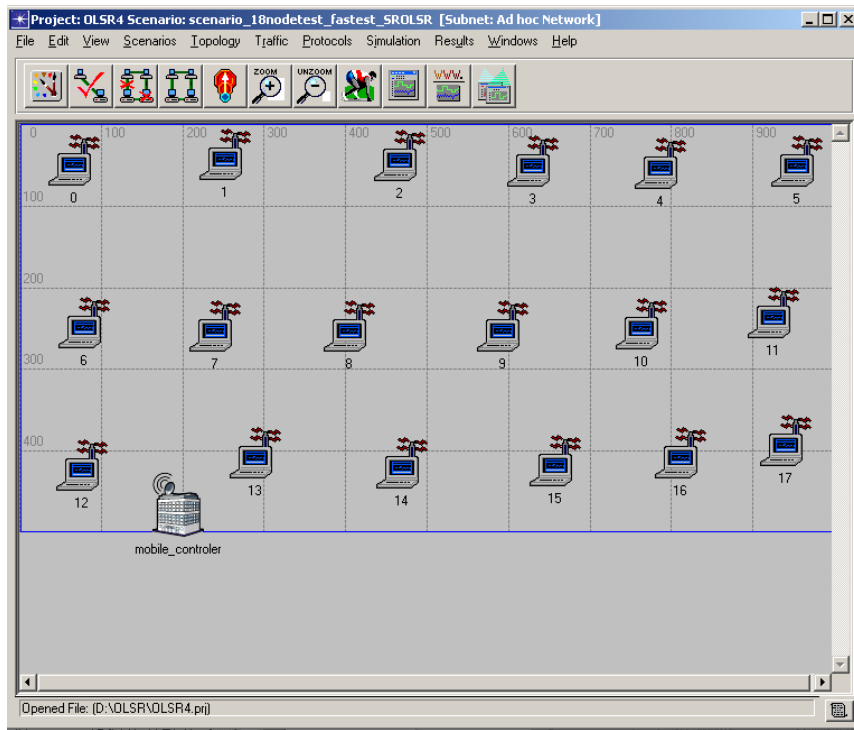 Project: OLSR4 Scenario: scenario_18nodetest_fastest_SROLSR [Subnet: Ad hoc Network]
File Edit View Scenarios Topology Traffic Protocols Simulation Results Windows Help
ZOOM UNZOOM WWW.
0 100 200 300 400 500 600 700 800 900
0 1 2 3 4 5
100
200
6 7 8 9 10 11
300
400
12 13 14 15 16 17
mobile_controler
Opened File: (D:\OLSR\OLSR4.prj)